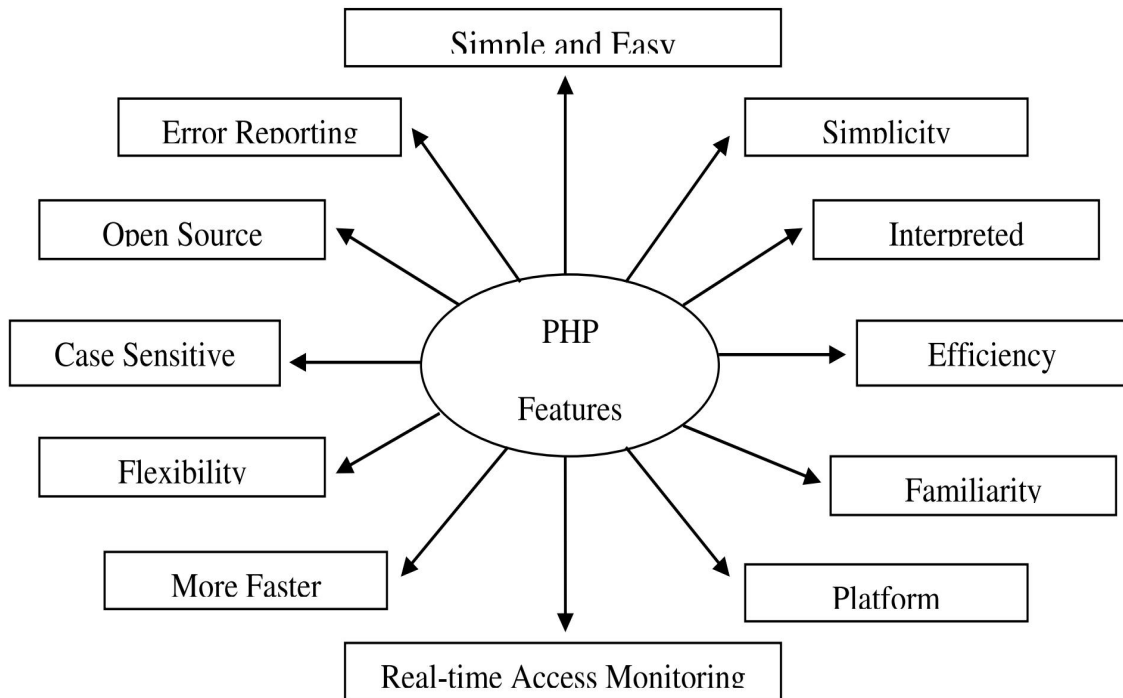 Simple and Easy
Error Reporting
Simplicity
Open Source
Interpreted
PHP
Features
Case Sensitive
Efficiency
Flexibility
Familiarity
More Faster
Platform
Real-time Access Monitoring